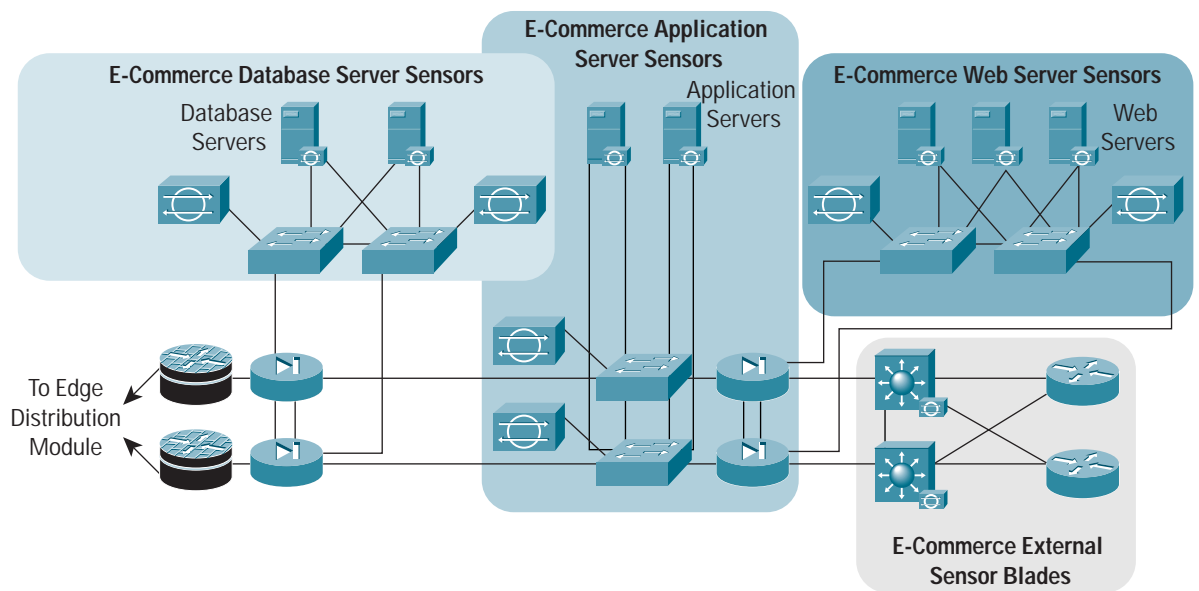 E-Commerce Application
Server Sensors
E-Commerce Database Server Sensors
E-Commerce Web Server Sensors
Database
Servers
Application
Servers
Web
Servers
To Edge
Distribution
Module
E-Commerce External
Sensor Blades